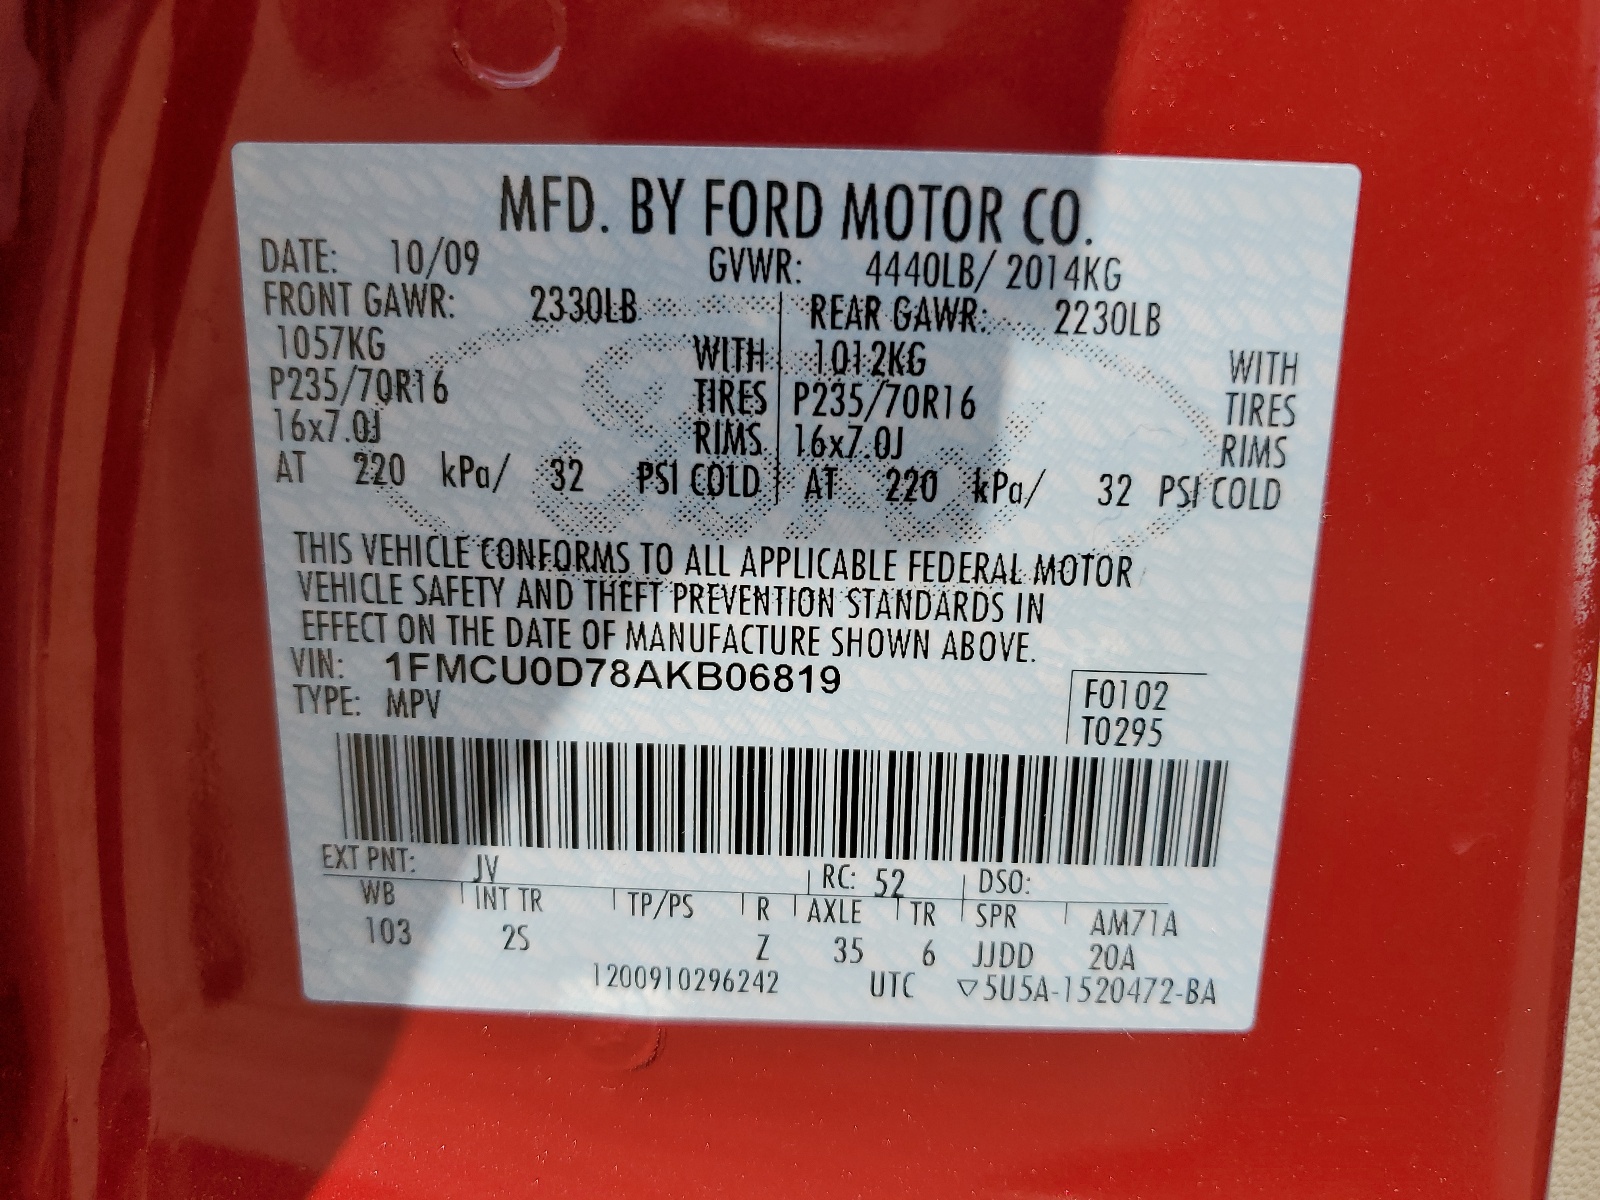 MFD. BY FORD MOTOR CO.
DATE: 10/09 GVWR: 4440LB/ 2014KG
FRONT GAWR: 2330LB REAR GAWR: 2230LB
1057KG WITH 1012KG WITH
P235/70R16 TIRES P235/70R16 TIRES
16x7.0J RIMS 16x7.0J RIMS
AT 220 kPa/ 32 PSI COLD AT 220 kPa/ 32 PSI COLD
THIS VEHICLE CONFORMS TO ALL APPLICABLE FEDERAL MOTOR
VEHICLE SAFETY AND THEFT PREVENTION STANDARDS IN
EFFECT ON THE DATE OF MANUFACTURE SHOWN ABOVE.
VIN: 1FMCU0D78AKB06819
TYPE: MPV
F0102
T0295
EXT PNT: JV RC: 52 DSO:
WB INT TR TP/PS R AXLE TR SPR AM71A
103 2S Z 35 6 JJDD 20A
1200910296242 UTC ▽5U5A-1520472-BA